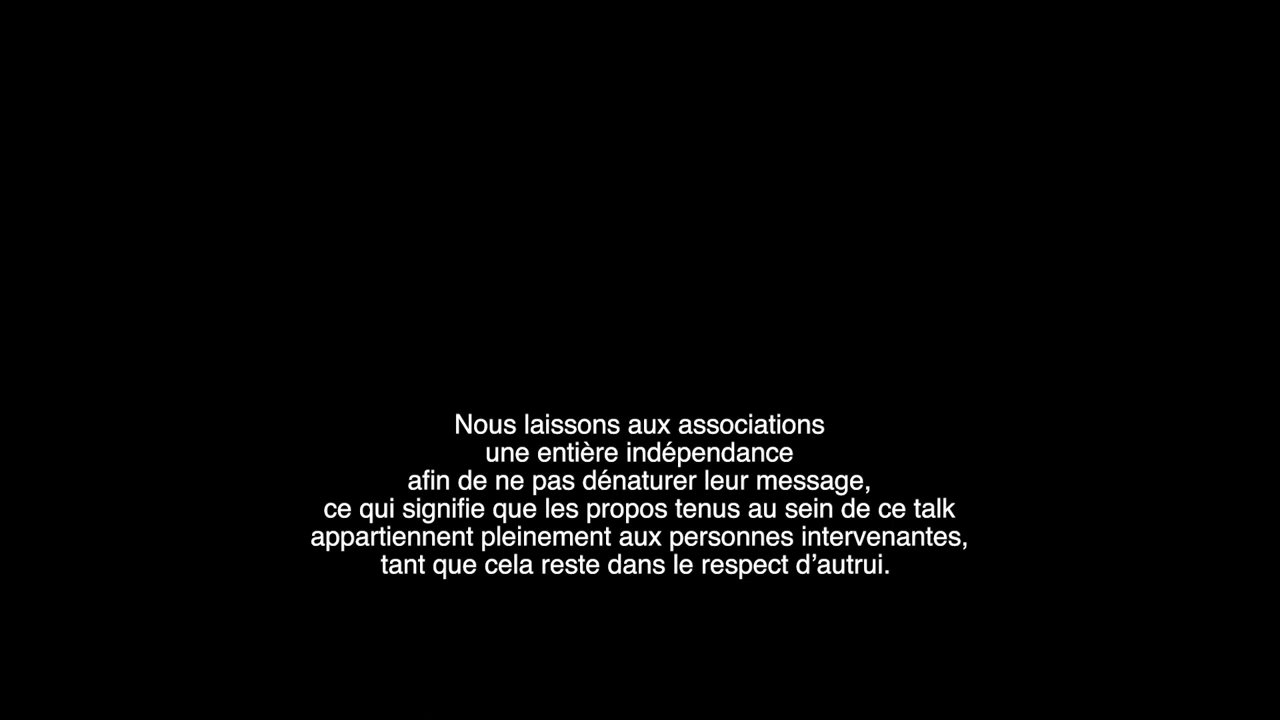 Nous laissons aux associations
une entière indépendance
afin de ne pas dénaturer leur message,
ce qui signifie que les propos tenus au sein de ce talk
appartiennent pleinement aux personnes intervenantes,
tant que cela reste dans le respect d’autrui.